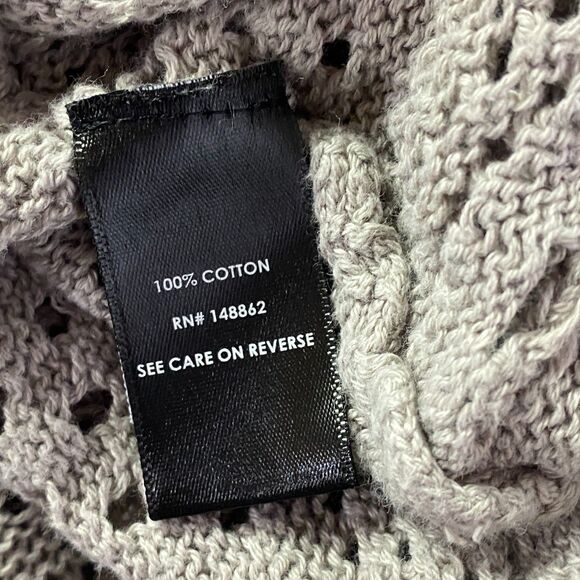 100% COTTON
RN# 148862
SEE CARE ON REVERSE